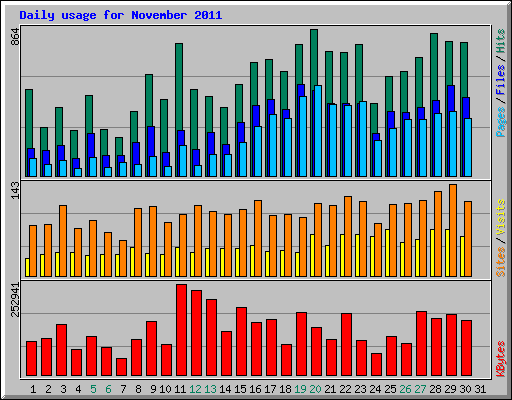 Daily usage for November 2011
864
Pages / Files / Hits
143
Sites / Visits
252941
KBytes
1 2 3 4 5 6 7 8 9 10 11 12 13 14 15 16 17 18 19 20 21 22 23 24 25 26 27 28 29 30 31